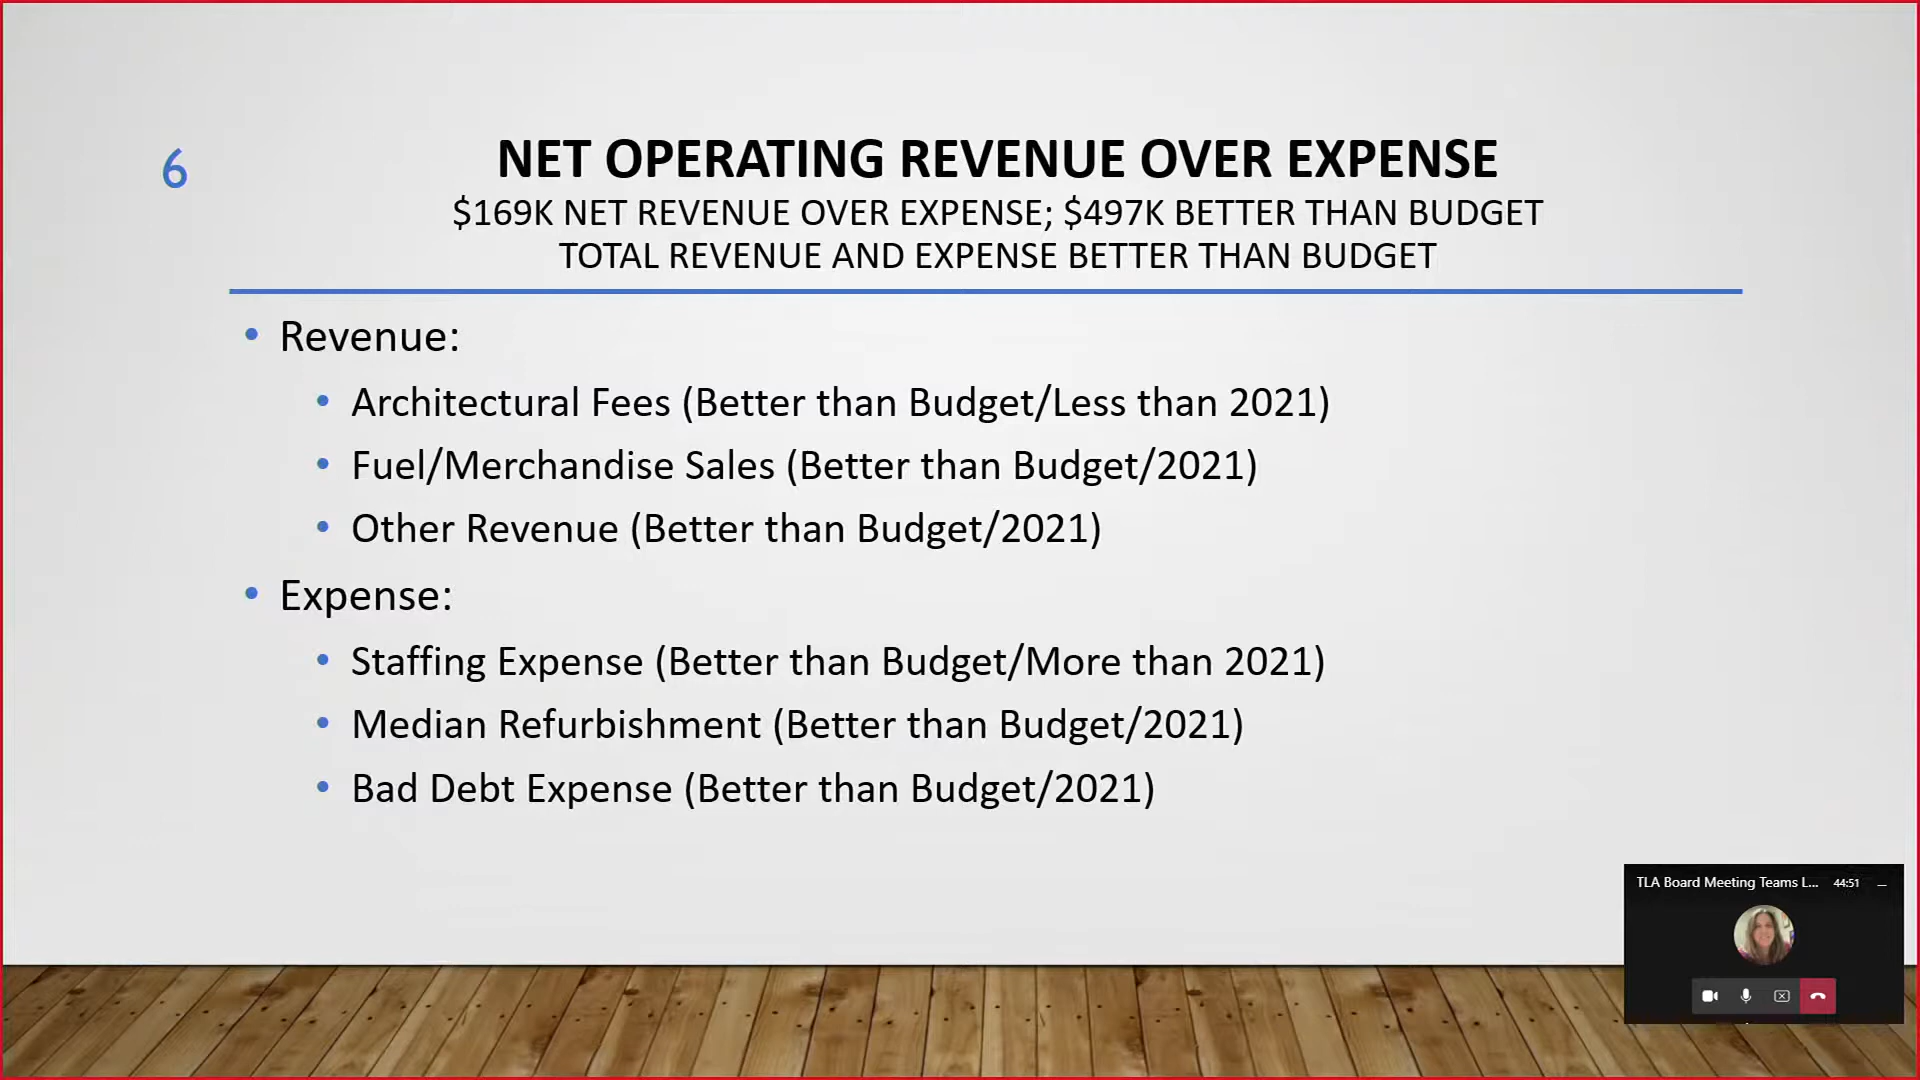 6
NET OPERATING REVENUE OVER EXPENSE
$169K NET REVENUE OVER EXPENSE; $497K BETTER THAN BUDGET
TOTAL REVENUE AND EXPENSE BETTER THAN BUDGET
• Revenue:
• Architectural Fees (Better than Budget/Less than 2021)
• Fuel/Merchandise Sales (Better than Budget/2021)
• Other Revenue (Better than Budget/2021)
• Expense:
• Staffing Expense (Better than Budget/More than 2021)
• Median Refurbishment (Better than Budget/2021)
• Bad Debt Expense (Better than Budget/2021)
TLA Board Meeting Teams L... 44:51